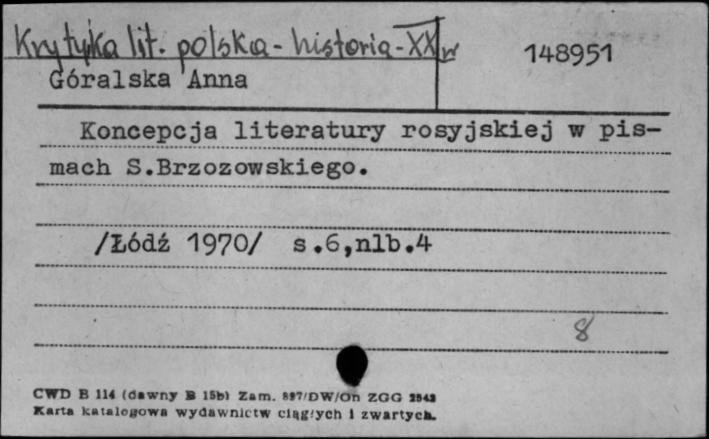 Krytyka lit. polska - historia - XX w 148951
Góralska Anna
Koncepcja literatury rosyjskiej w pis-
mach S.Brzozowskiego.
/Łódź 1970/ s.6,nlb.4
8
CWD B 114 (dawny B 15b) Zam. 897/DW/On ZGG 2542
Karta katalogowa wydawnictw ciągłych i zwartych.